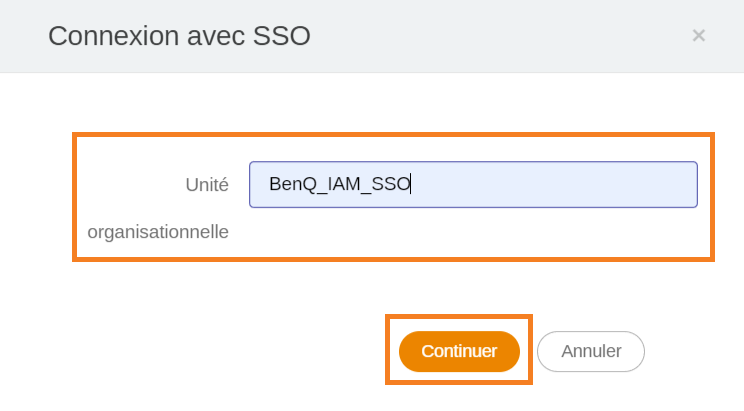 Connexion avec SSO
×
Unité
organisationnelle
BenQ_IAM_SSO
Continuer
Annuler